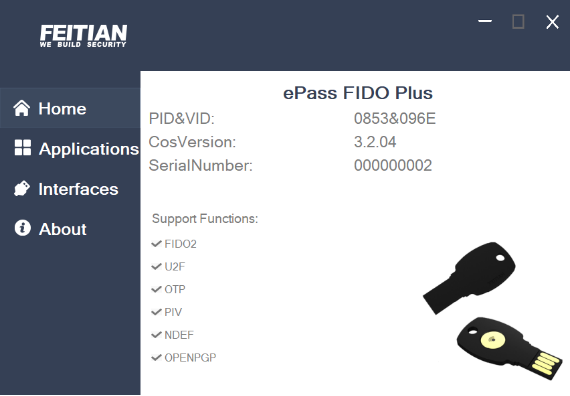 FEITIAN
WE BUILD SECURITY
Home
Applications
Interfaces
About
ePass FIDO Plus
PID&VID: 0853&096E
CosVersion: 3.2.04
SerialNumber: 000000002
Support Functions:
FIDO2
U2F
OTP
PIV
NDEF
OPENPGP